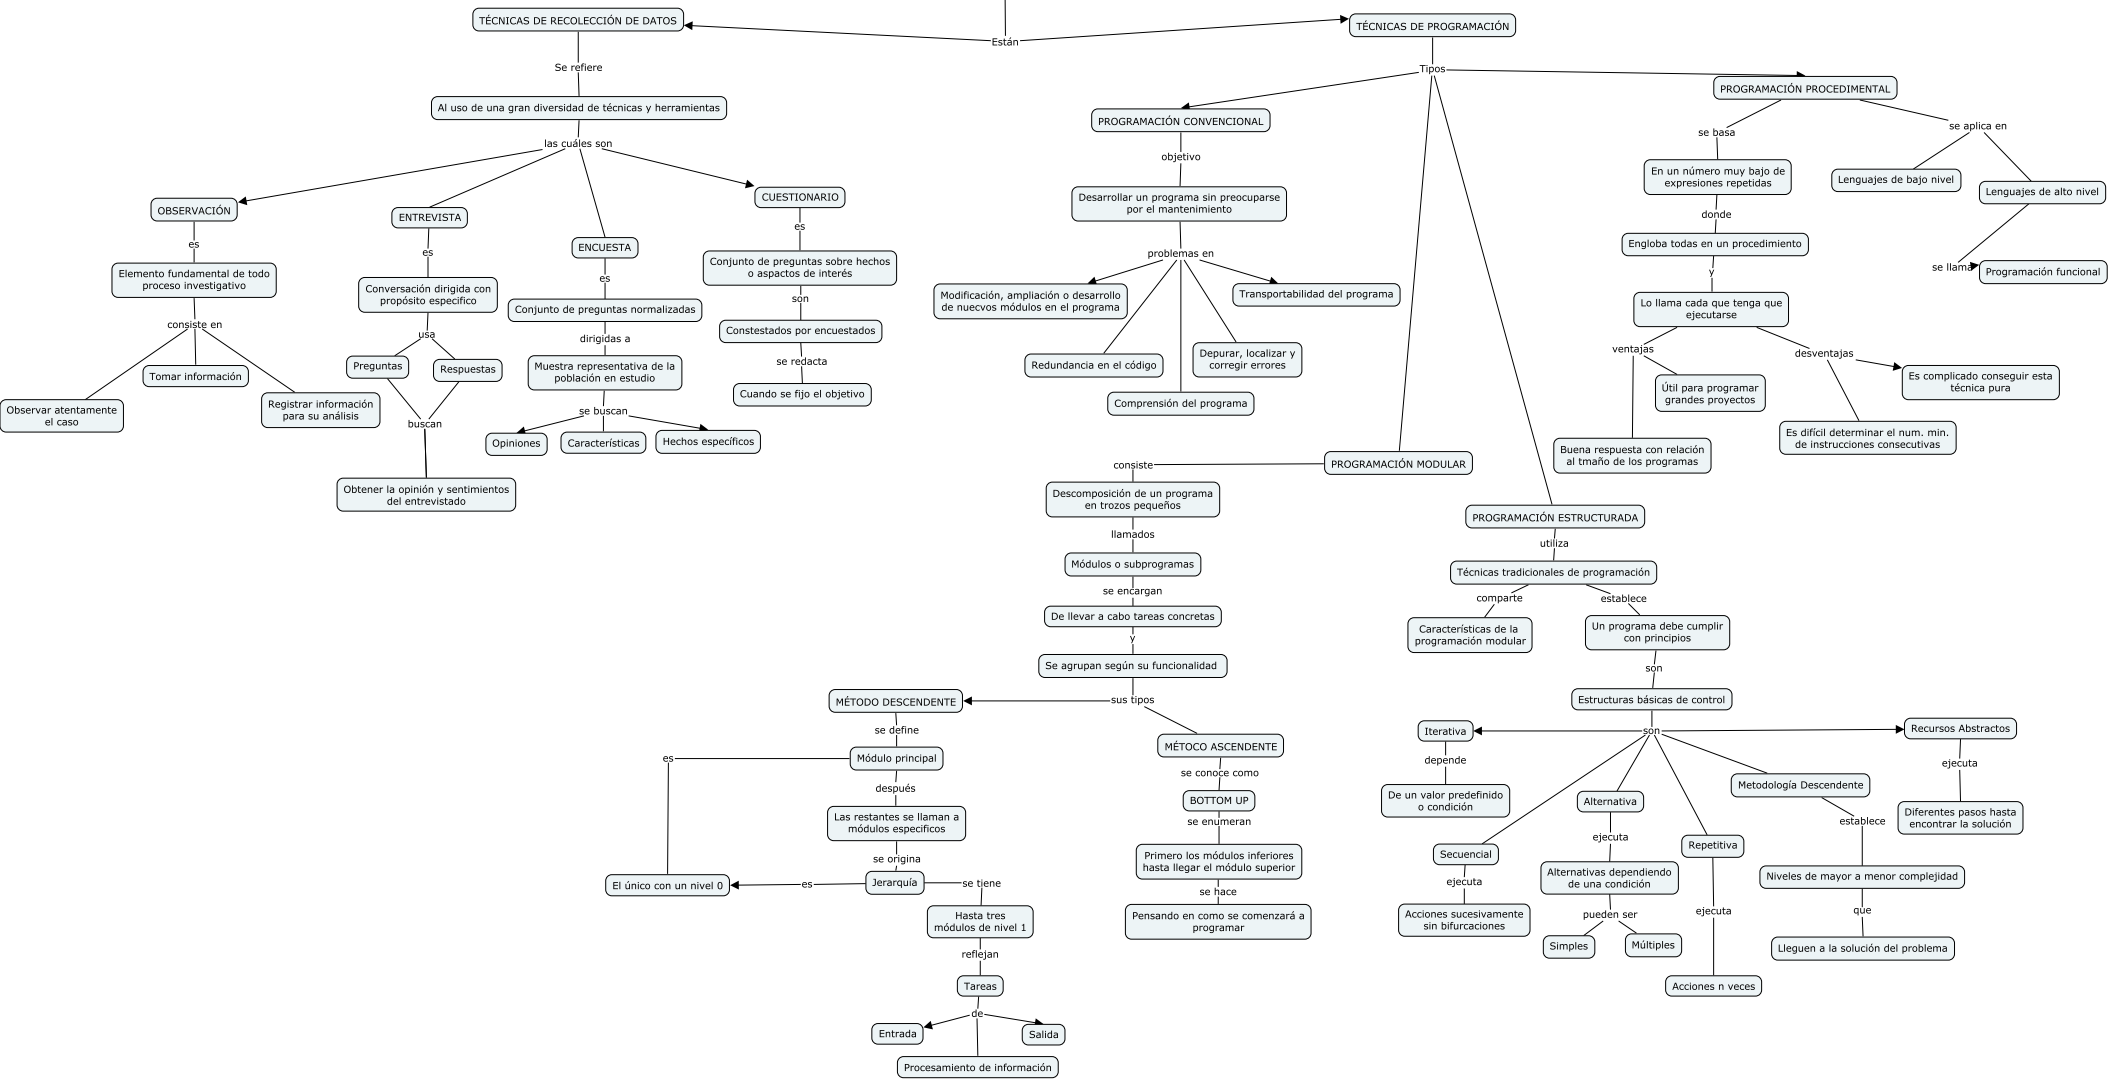 TÉCNICAS DE RECOLECCIÓN DE DATOS
Están
TÉCNICAS DE PROGRAMACIÓN
Se refiere
Al uso de una gran diversidad de técnicas y herramientas
las cuáles son
OBSERVACIÓN
es
Elemento fundamental de todo
proceso investigativo
consiste en
Observar atentamente
el caso
Tomar información
Registrar información
para su análisis
ENTREVISTA
es
Conversación dirigida con
propósito especifico
usa
Preguntas
Respuestas
buscan
Obtener la opinión y sentimientos
del entrevistado
ENCUESTA
es
Conjunto de preguntas normalizadas
dirigidas a
Muestra representativa de la
población en estudio
se buscan
Opiniones
Características
Hechos específicos
CUESTIONARIO
es
Conjunto de preguntas sobre hechos
o aspactos de interés
son
Constestados por encuestados
se redacta
Cuando se fijo el objetivo
Tipos
PROGRAMACIÓN CONVENCIONAL
objetivo
Desarrollar un programa sin preocuparse
por el mantenimiento
problemas en
Modificación, ampliación o desarrollo
de nuecvos módulos en el programa
Redundancia en el código
Comprensión del programa
Depurar, localizar y
corregir errores
Transportabilidad del programa
PROGRAMACIÓN PROCEDIMENTAL
se basa
En un número muy bajo de
expresiones repetidas
donde
Engloba todas en un procedimiento
y
Lo llama cada que tenga que
ejecutarse
ventajas
Buena respuesta con relación
al tmaño de los programas
Útil para programar
grandes proyectos
desventajas
Es difícil determinar el num. min.
de instrucciones consecutivas
Es complicado conseguir esta
técnica pura
se aplica en
Lenguajes de bajo nivel
Lenguajes de alto nivel
se llama
Programación funcional
PROGRAMACIÓN MODULAR
consiste
Descomposición de un programa
en trozos pequeños
llamados
Módulos o subprogramas
se encargan
De llevar a cabo tareas concretas
y
Se agrupan según su funcionalidad
sus tipos
MÉTODO DESCENDENTE
se define
Módulo principal
es
después
Las restantes se llaman a
módulos especificos
se origina
Jerarquía
es
El único con un nivel 0
se tiene
Hasta tres
módulos de nivel 1
reflejan
Tareas
de
Entrada
Salida
Procesamiento de información
MÉTOCO ASCENDENTE
se conoce como
BOTTOM UP
se enumeran
Primero los módulos inferiores
hasta llegar el módulo superior
se hace
Pensando en como se comenzará a
programar
PROGRAMACIÓN ESTRUCTURADA
utiliza
Técnicas tradicionales de programación
comparte
Características de la
programación modular
establece
Un programa debe cumplir
con principios
son
Estructuras básicas de control
son
Iterativa
depende
De un valor predefinido
o condición
Secuencial
ejecuta
Acciones sucesivamente
sin bifurcaciones
Alternativa
ejecuta
Alternativas dependiendo
de una condición
pueden ser
Simples
Múltiples
Repetitiva
ejecuta
Acciones n veces
Metodología Descendente
establece
Niveles de mayor a menor complejidad
que
Lleguen a la solución del problema
Recursos Abstractos
ejecuta
Diferentes pasos hasta
encontrar la solución